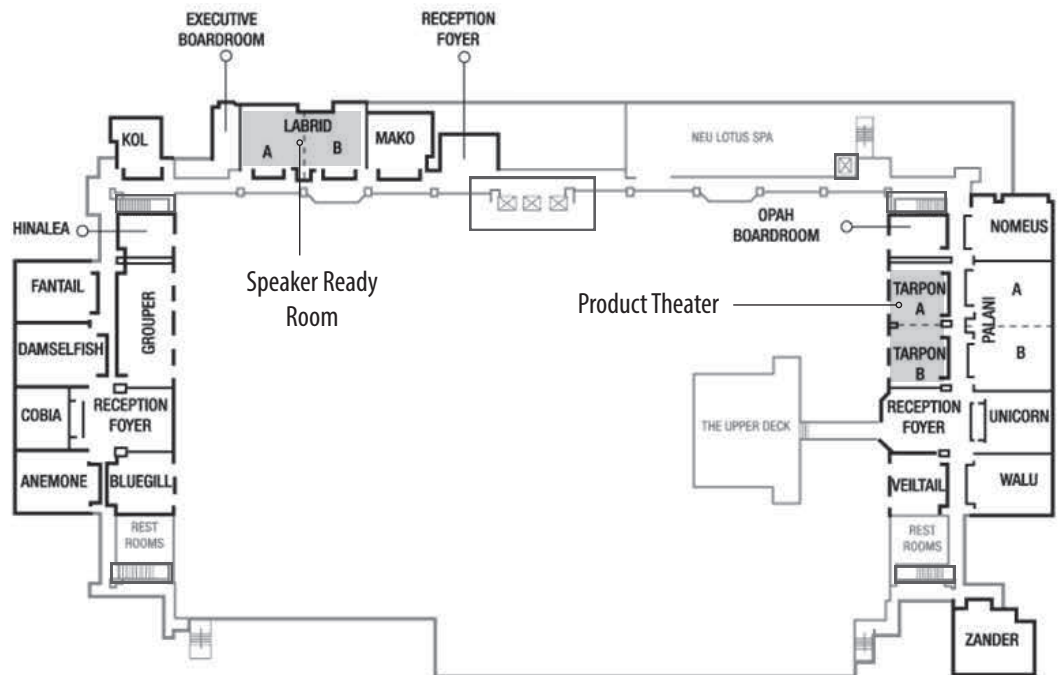 EXECUTIVE
BOARDROOM
RECEPTION
FOYER
KOL
LABRID
A
B
MAKO
NEU LOTUS SPA
HINALEA
OPAH
BOARDROOM
NOMEUS
FANTAIL
GROUPER
Speaker Ready
Room
Product Theater
TARPON
A
PALANI
A
B
DAMSELFISH
TARPON
B
COBIA
RECEPTION
FOYER
THE UPPER DECK
RECEPTION
FOYER
UNICORN
ANEMONE
BLUEGILL
VEILTAIL
WALU
REST
ROOMS
REST
ROOMS
ZANDER